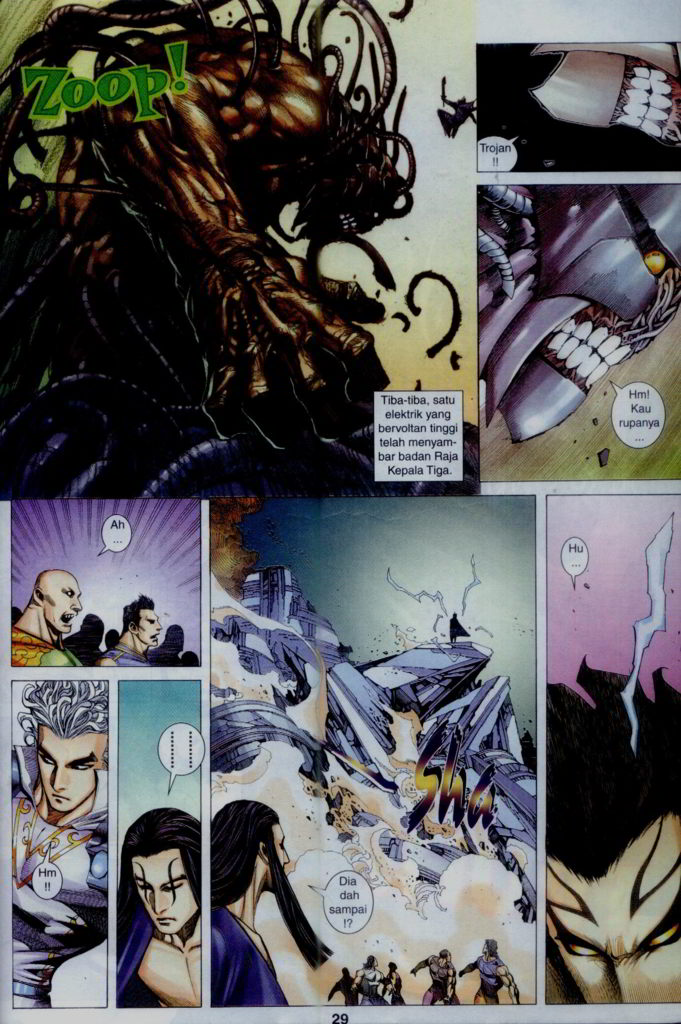 Zoop!
Trojan
!!
Tiba-tiba, satu
elektrik yang
bervoltan tinggi
telah menyam-
bar badan Raja
Kepala Tiga.
Hm!
Kau
rupanya
...
Ah
...
Hm
!!
Dia
dah
sampai
!?
Sha
Hu
...
29